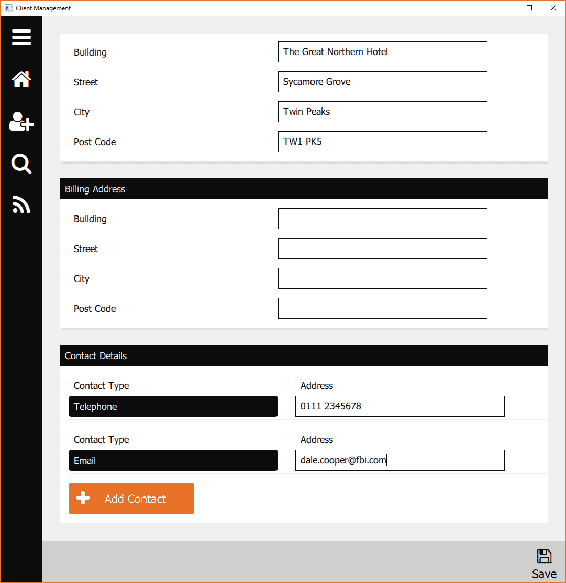 Client Management
Building The Great Northern Hotel
Street Sycamore Grove
City Twin Peaks
Post Code TW1 PK5
Billing Address
Building
Street
City
Post Code
Contact Details
Contact Type Address
Telephone 0111 2345678
Contact Type Address
Email dale.cooper@fbi.com
Add Contact
Save